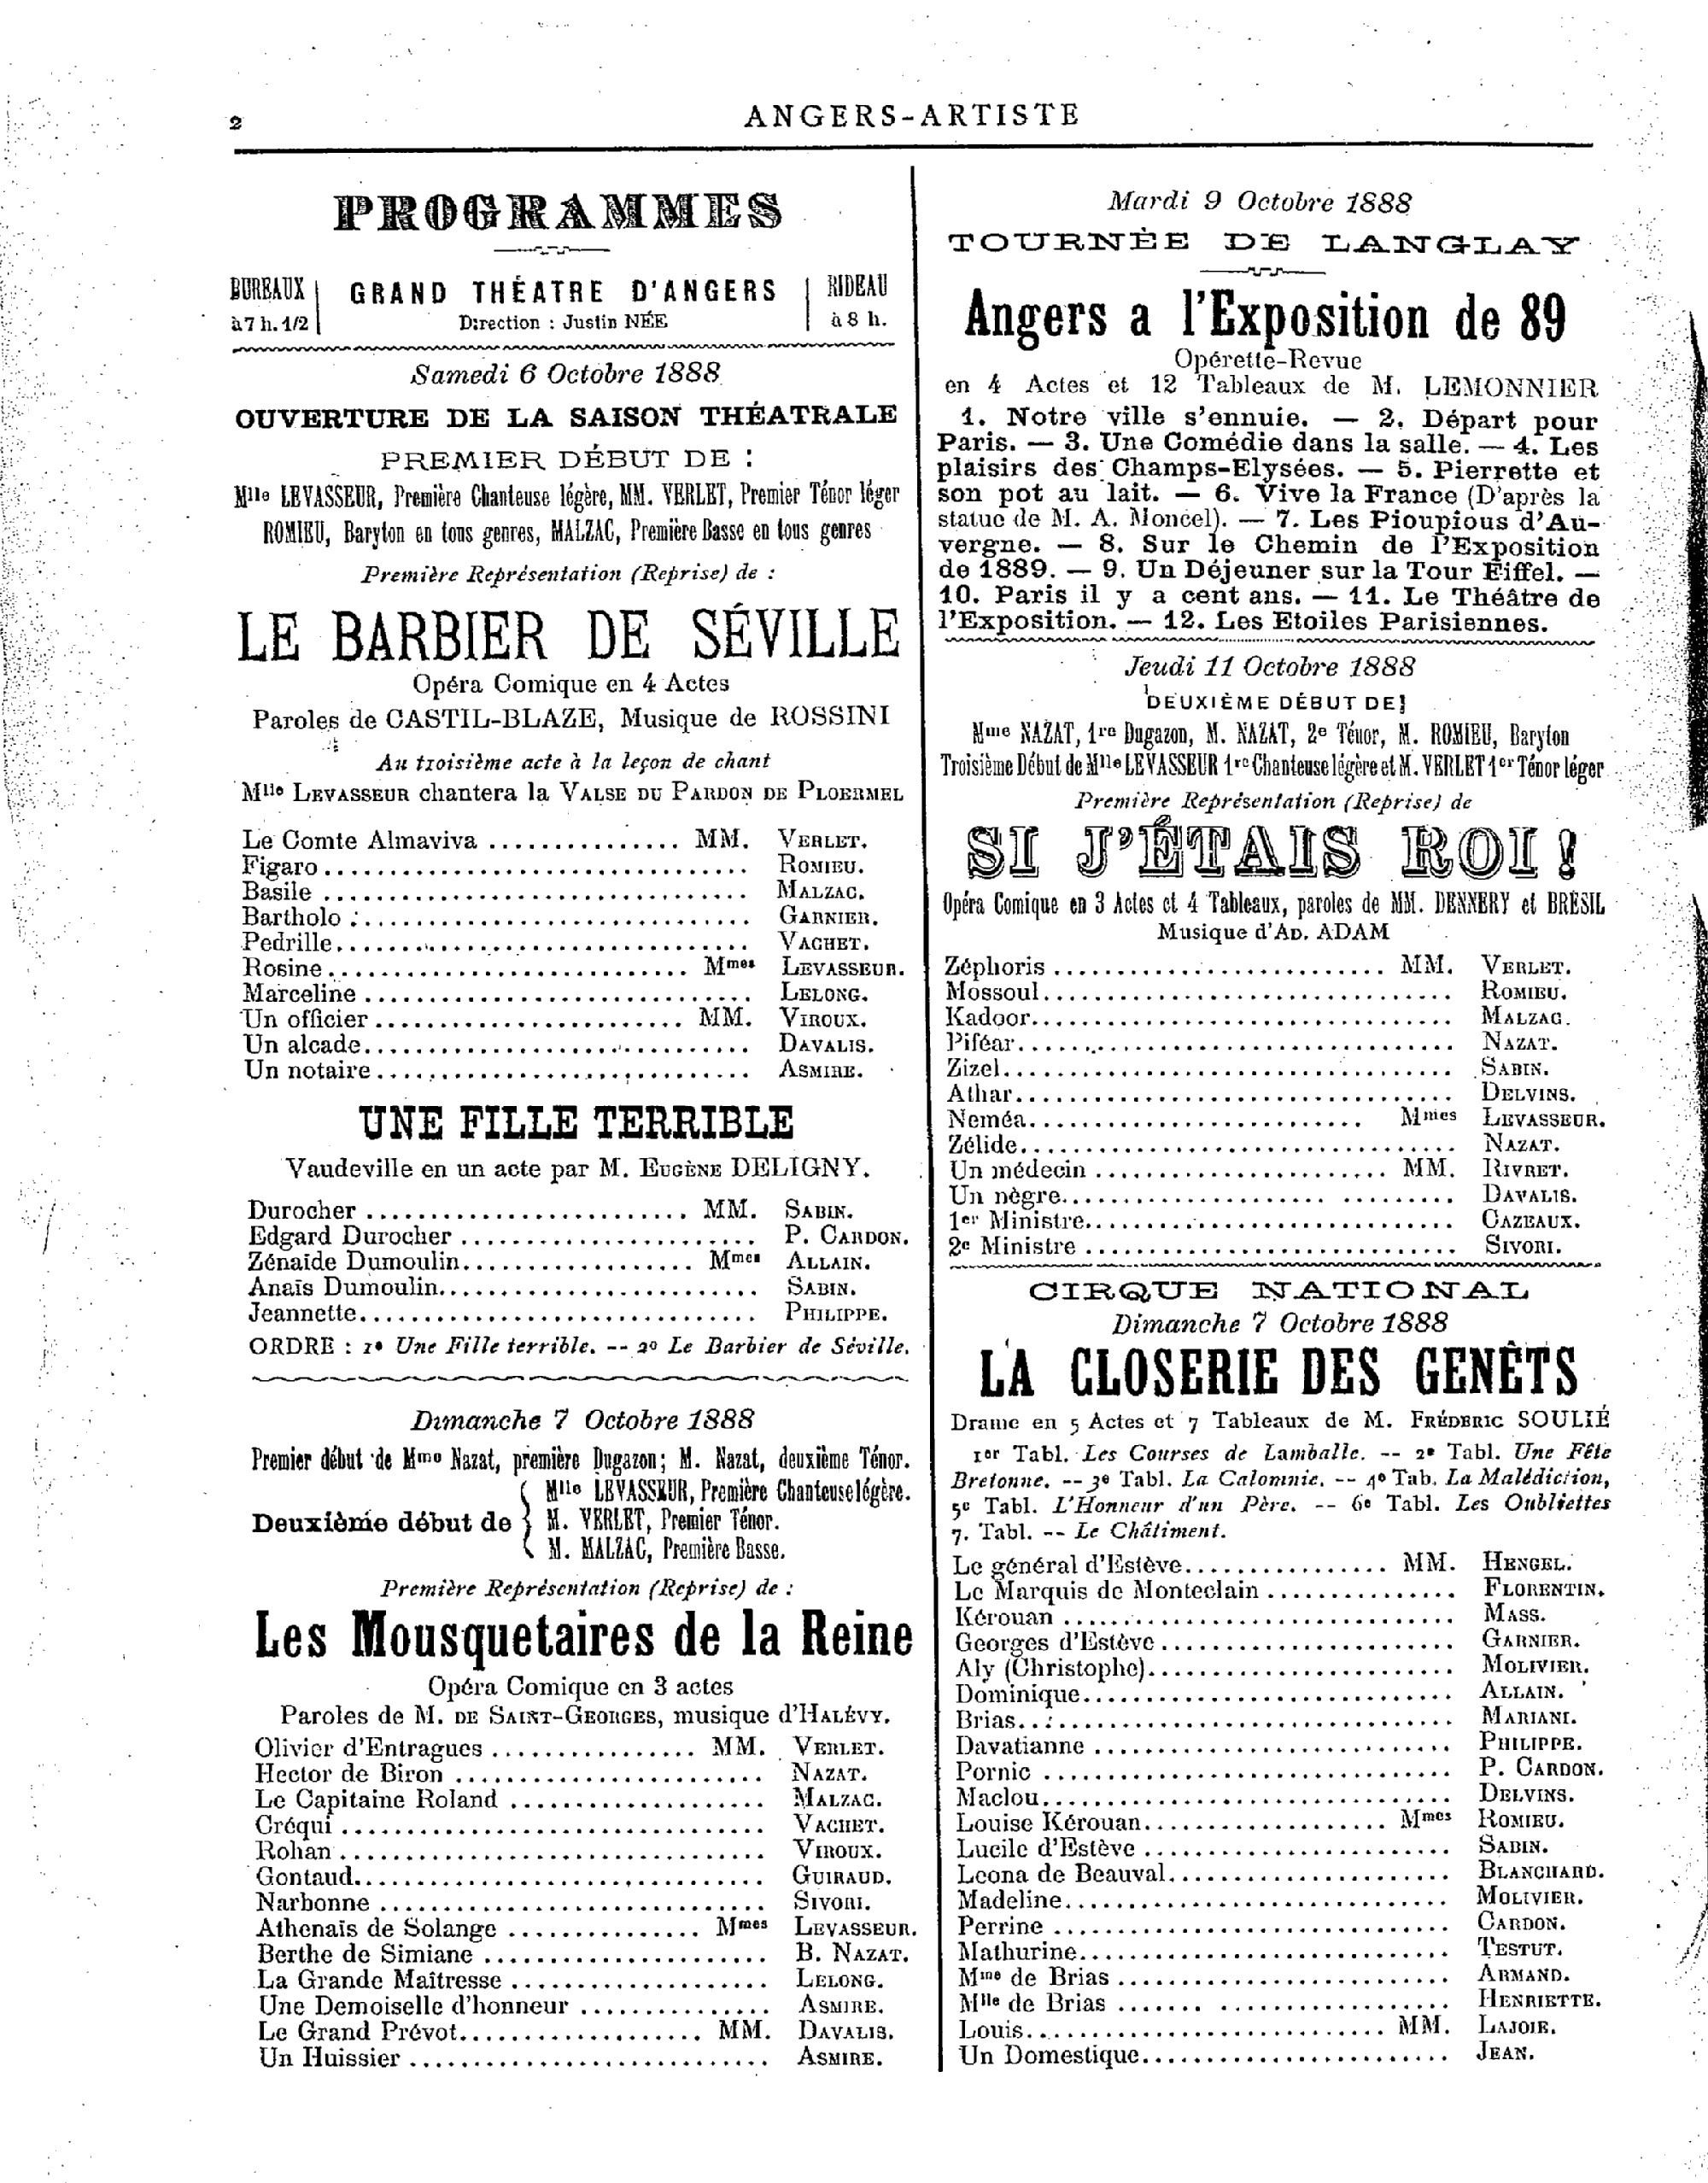 2
ANGERS-ARTISTE
PROGRAMMES
BUREAUX
à 7 h. 1/2
GRAND THÉATRE D'ANGERS
Direction : Justin NÉE
RIDEAU
à 8 h.
Samedi 6 Octobre 1888
OUVERTURE DE LA SAISON THÉATRALE
PREMIER DÉBUT DE :
Mlle LEVASSEUR, Première Chanteuse légère, MM. VERLET, Premier Ténor léger
ROMIEU, Baryton en tous genres, MALZAC, Première Basse en tous genres
Première Représentation (Reprise) de :
LE BARBIER DE SÉVILLE
Opéra Comique en 4 Actes
Paroles de CASTIL-BLAZE, Musique de ROSSINI
Au troisième acte à la leçon de chant
Mlle LEVASSEUR chantera la VALSE DU PARDON DE PLOERMEL
Le Comte Almaviva ............... MM. VERLET.
Figaro................................. ROMIEU.
Basile ................................. MALZAC.
Bartholo ............................... GARNIER.
Pedrille................................ VACHET.
Rosine............................ Mmes LEVASSEUR.
Marceline .............................. LELONG.
Un officier........................ MM. VIROUX.
Un alcade.............................. DAVALIS.
Un notaire............................. ASMIRE.
UNE FILLE TERRIBLE
Vaudeville en un acte par M. EUGÈNE DELIGNY.
Durocher ......................... MM. SABIN.
Edgard Durocher ....................... P. CARDON.
Zénaïde Dumoulin.................. Mmes ALLAIN.
Anaïs Dumoulin......................... SABIN.
Jeannette............................... PHILIPPE.
ORDRE : 1º Une Fille terrible. -- 2º Le Barbier de Séville.
Dimanche 7 Octobre 1888
Premier début de Mme Nazat, première Dugazon; M. Nazat, deuxième Ténor.
Deuxième début de
Mlle LEVASSEUR, Première Chanteuse légère.
M. VERLET, Premier Ténor.
M. MALZAC, Première Basse.
Première Représentation (Reprise) de :
Les Mousquetaires de la Reine
Opéra Comique en 3 actes
Paroles de M. DE SAINT-GEORGES, musique d'HALÉVY.
Olivier d'Entragues ................ MM. VERLET.
Hector de Biron ........................ NAZAT.
Le Capitaine Roland .................... MALZAC.
Créqui ................................. VACHET.
Rohan .................................. VIROUX.
Gontaud................................ GUIRAUD.
Narbonne .............................. SIVORI.
Athenaïs de Solange ............... Mmes LEVASSEUR.
Berthe de Simiane ...................... B. NAZAT.
La Grande Maîtresse .................... LELONG.
Une Demoiselle d'honneur ............... ASMIRE.
Le Grand Prévot................... MM. DAVALIS.
Un Huissier ............................ ASMIRE.
Mardi 9 Octobre 1888
TOURNÉE DE LANGLAY
Angers a l'Exposition de 89
Opérette-Revue
en 4 Actes et 12 Tableaux de M. LEMONNIER
1. Notre ville s'ennuie. — 2. Départ pour
Paris. — 3. Une Comédie dans la salle. — 4. Les
plaisirs des Champs-Elysées. — 5. Pierrette et
son pot au lait. — 6. Vive la France (D'après la
statue de M. A. Moncel). — 7. Les Pioupious d'Au-
vergne. — 8. Sur le Chemin de l'Exposition
de 1889. — 9. Un Déjeuner sur la Tour Eiffel. —
10. Paris il y a cent ans. — 11. Le Théâtre de
l'Exposition. — 12. Les Etoiles Parisiennes.
Jeudi 11 Octobre 1888
DEUXIÈME DÉBUT DE
Mme NAZAT, 1re Dugazon, M. NAZAT, 2e Ténor, M. ROMIEU, Baryton
Troisième Début de Mlle LEVASSEUR 1re Chanteuse légère et M. VERLET 1er Ténor léger
Première Représentation (Reprise) de
SI J'ÉTAIS ROI !
Opéra Comique en 3 Actes et 4 Tableaux, paroles de MM. DENNERY et BRÉSIL
Musique d'AD. ADAM
Zéphoris .......................... MM. VERLET.
Mossoul................................ ROMIEU.
Kadoor................................. MALZAC.
Piféar.................................. NAZAT.
Zizel................................... SABIN.
Athar.................................. DELVINS.
Neméa.......................... Mmes LEVASSEUR.
Zélide.................................. NAZAT.
Un médecin ....................... MM. RIVRET.
Un nègre............................... DAVALIS.
1er Ministre............................ CAZEAUX.
2e Ministre ............................ SIVORI.
CIRQUE NATIONAL
Dimanche 7 Octobre 1888
LA CLOSERIE DES GENÊTS
Drame en 5 Actes et 7 Tableaux de M. FRÉDERIC SOULIÉ
1er Tabl. Les Courses de Lamballe. -- 2e Tabl. Une Fête
Bretonne. -- 3e Tabl. La Calomnie. -- 4e Tab. La Malédiction,
5e Tabl. L'Honneur d'un Père. -- 6e Tabl. Les Oubliettes
7. Tabl. -- Le Châtiment.
Le général d'Estève................ MM. HENGEL.
Le Marquis de Monteclain ............... FLORENTIN.
Kérouan ............................... MASS.
Georges d'Estève ....................... GARNIER.
Aly (Christophe)........................ MOLIVIER.
Dominique.............................. ALLAIN.
Brias................................... MARIANI.
Davatianne ............................. PHILIPPE.
Pornic ................................. P. CARDON.
Maclou................................. DELVINS.
Louise Kérouan................... Mmes ROMIEU.
Lucile d'Estève ........................ SABIN.
Leona de Beauval....................... BLANCHARD.
Madeline............................... MOLIVIER.
Perrine ................................ CARDON.
Mathurine.............................. TESTUT.
Mme de Brias .......................... ARMAND.
Mlle de Brias .......................... HENRIETTE.
Louis............................. MM. LAJOIE.
Un Domestique......................... JEAN.